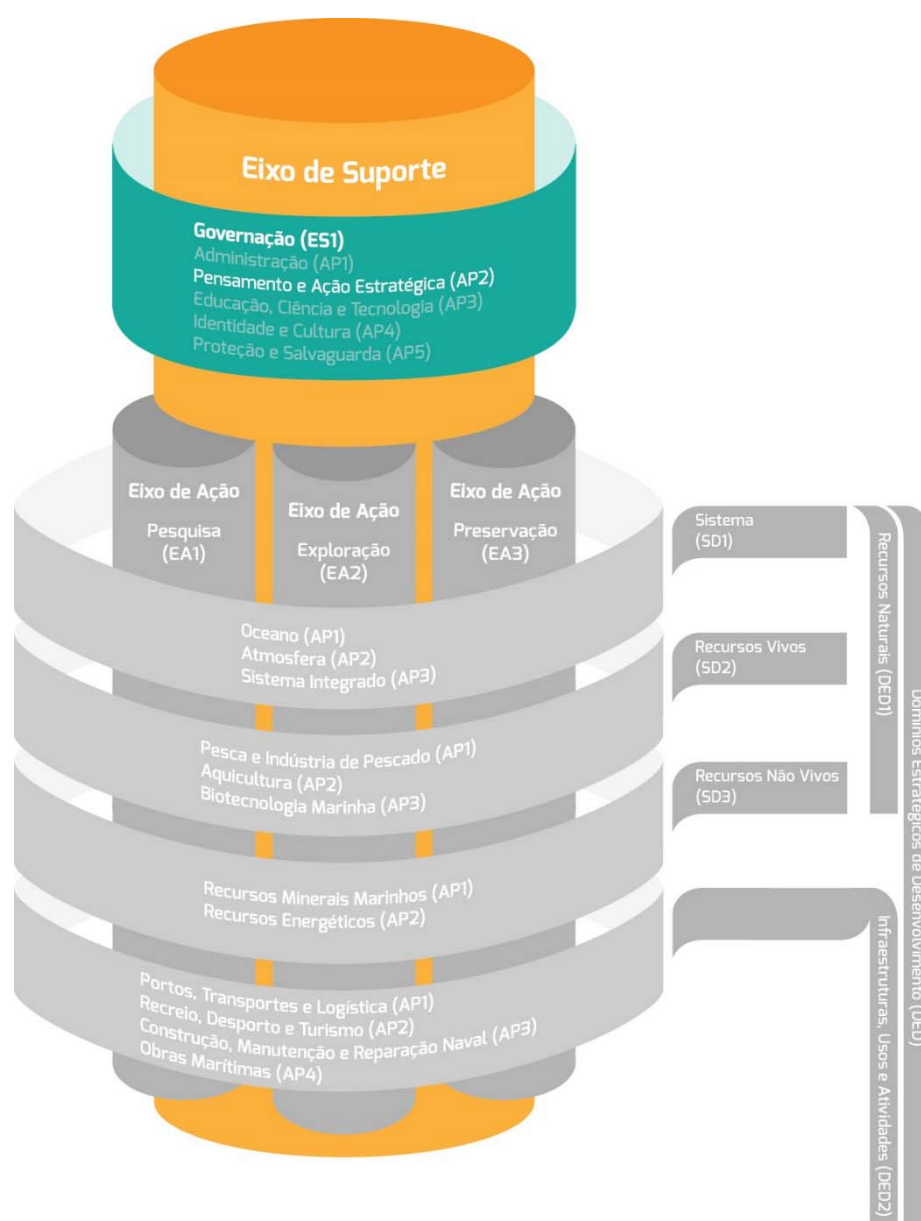 Eixo de Suporte
Governação (ES1)
Administração (AP1)
Pensamento e Ação Estratégica (AP2)
Educação, Ciência e Tecnologia (AP3)
Identidade e Cultura (AP4)
Proteção e Salvaguarda (AP5)
Eixo de Ação
Pesquisa
(EA1)
Eixo de Ação
Exploração
(EA2)
Eixo de Ação
Preservação
(EA3)
Oceano (AP1)
Atmosfera (AP2)
Sistema Integrado (AP3)
Pesca e Indústria de Pescado (AP1)
Aquicultura (AP2)
Biotecnologia Marinha (AP3)
Recursos Minerais Marinhos (AP1)
Recursos Energéticos (AP2)
Portos, Transportes e Logística (AP1)
Recreio, Desporto e Turismo (AP2)
Construção, Manutenção e Reparação Naval (AP3)
Obras Marítimas (AP4)
Sistema
(SD1)
Recursos Vivos
(SD2)
Recursos Não Vivos
(SD3)
Recursos Naturais (DED1)
Infraestruturas, Usos e Atividades (DED2)
Domínios Estratégicos de Desenvolvimento (DED)